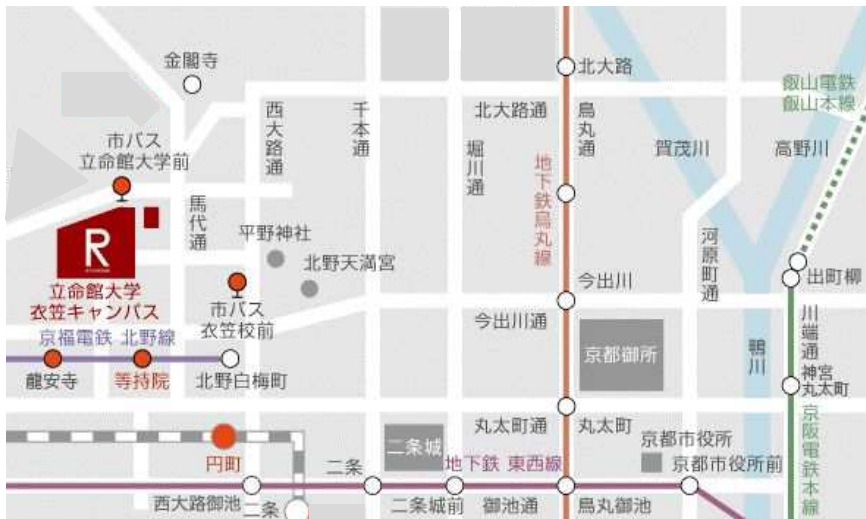 金閣寺
北大路
叡山電鉄
叡山本線
市バス
立命館大学前
西大路通
千本通
北大路通
烏丸通
堀川通
賀茂川
高野川
地下鉄烏丸線
馬代通
R
平野神社
北野天満宮
河原町通
出町柳
今出川
立命館大学
衣笠キャンパス
市バス
衣笠校前
今出川通
川端通
京福電鉄 北野線
京都御所
鴨川
龍安寺
等持院
北野白梅町
神宮
丸太町
丸太町通
丸太町
京阪電鉄本線
円町
二条城
京都市役所
二条
地下鉄 東西線
京都市役所前
西大路御池
二条
二条城前
御池通
烏丸御池